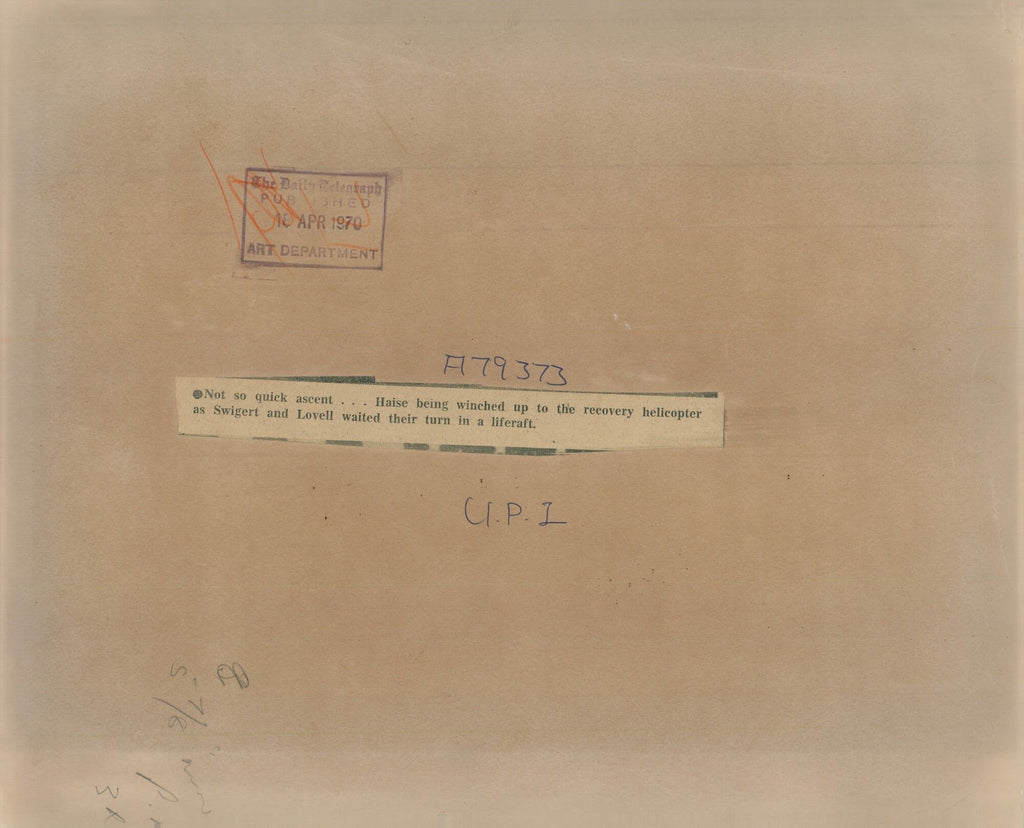 The Daily Telegraph
PUBLISHED
APR 1970
ART DEPARTMENT
A79373
●Not so quick ascent . . . Haise being winched up to the recovery helicopter
as Swigert and Lovell waited their turn in a liferaft.
U.P.I